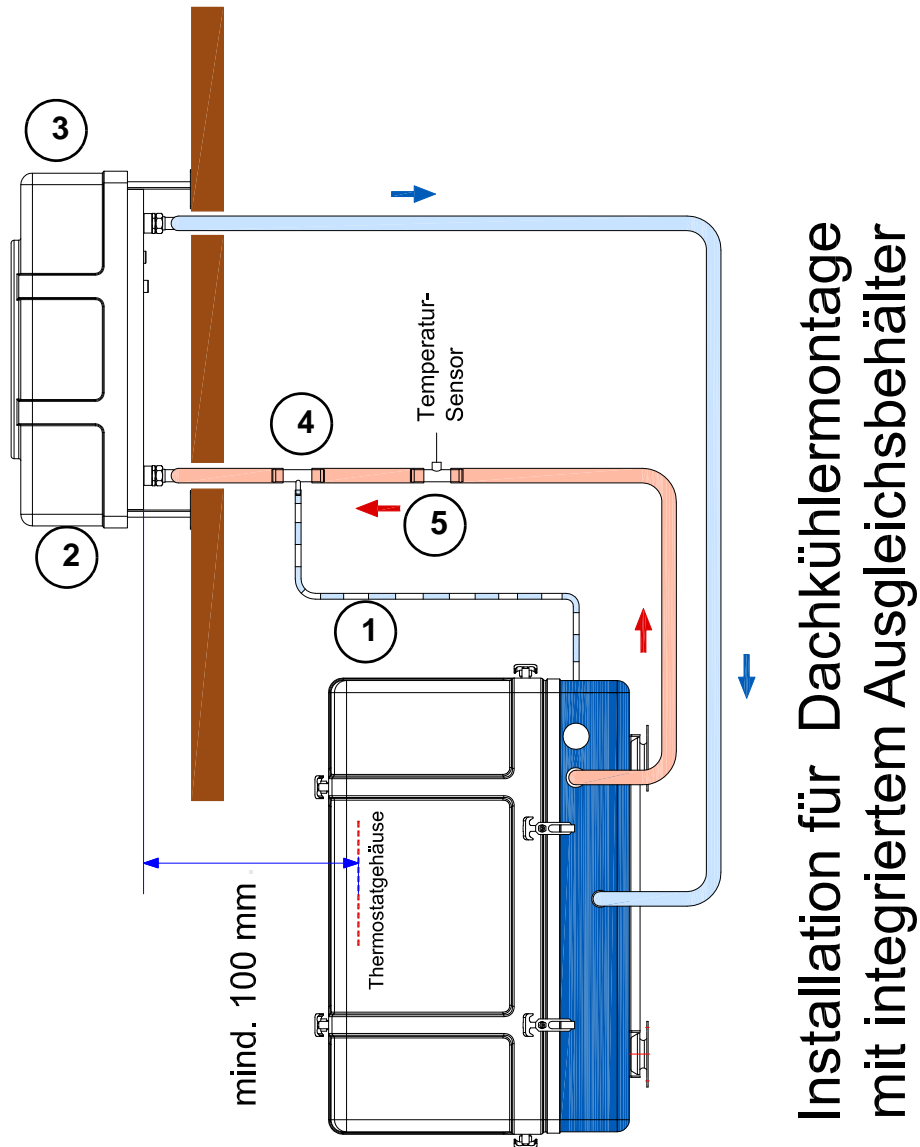 3
2
4
5
1
Temperatur-
Sensor
Thermostatgehäuse
mind. 100 mm
Installation für Dachkühlermontage
mit integriertem Ausgleichsbehälter